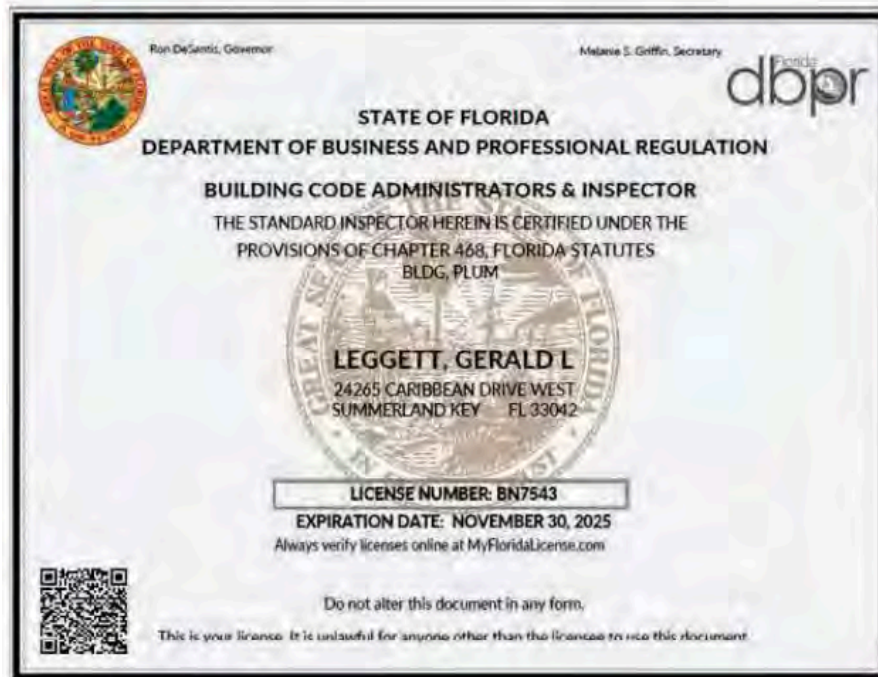 Ron DeSantis, Governor
Melanie S. Griffin, Secretary
Florida
dbpr
STATE OF FLORIDA
DEPARTMENT OF BUSINESS AND PROFESSIONAL REGULATION
BUILDING CODE ADMINISTRATORS & INSPECTOR
THE STANDARD INSPECTOR HEREIN IS CERTIFIED UNDER THE
PROVISIONS OF CHAPTER 468, FLORIDA STATUTES
BLDG, PLUM
LEGGETT, GERALD L
24265 CARIBBEAN DRIVE WEST
SUMMERLAND KEY FL 33042
LICENSE NUMBER: BN7543
EXPIRATION DATE: NOVEMBER 30, 2025
Always verify licenses online at MyFloridaLicense.com
Do not alter this document in any form.
This is your license. It is unlawful for anyone other than the licensee to use this document.